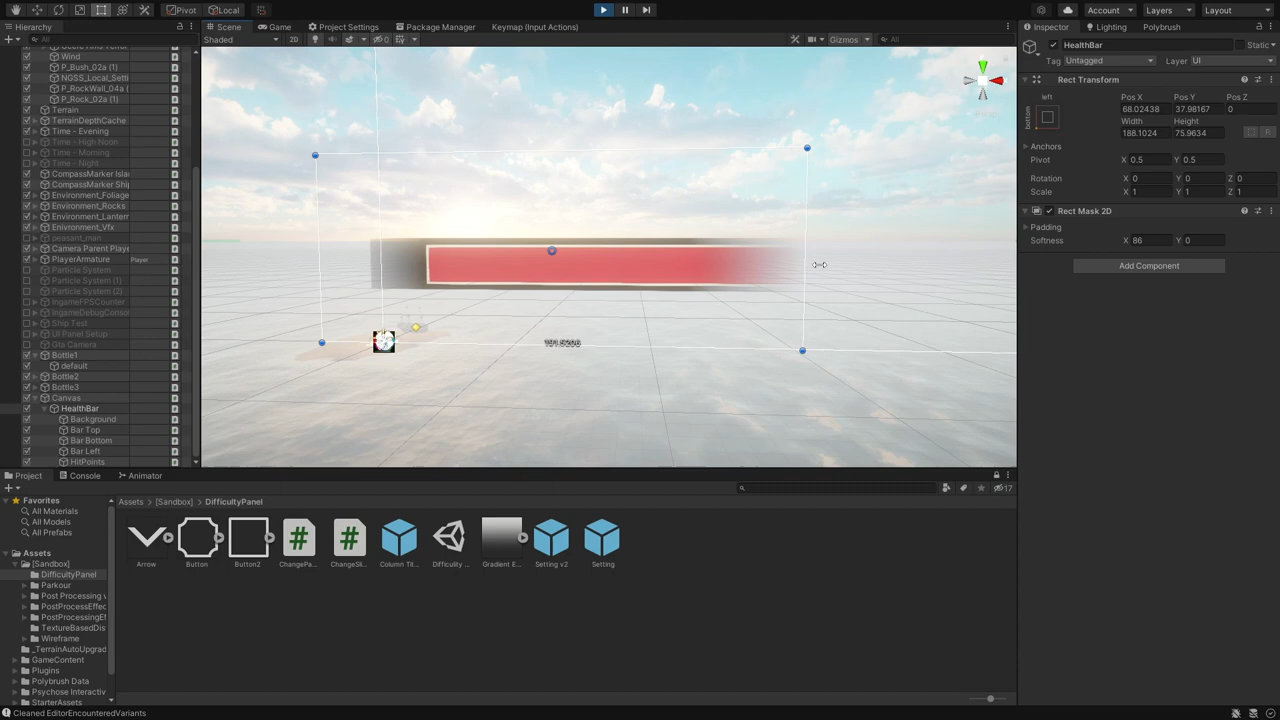 Pivot Local
Account Layers Layout
Hierarchy Scene Game Project Settings Package Manager Keymap (Input Actions) Inspector Lighting Polybrush
All
Shaded 2D 0 Gizmos All
Wind
P_Bush_02a (1)
NGSS_Local_Setti
P_RockWall_04a (
P_Rock_02a (1)
Terrain
TerrainDepthCache
Time - Evening
Time - High Noon
Time - Morning
Time - Night
CompassMarker Isla
CompassMarker Ship
Environment_Foliage
Environment_Rocks
Environment_Lantern
Enivronment_Vfx
peasant_man
Camera Parent Playe
PlayerArmature Player
Particle System
Particle System (1)
Particle System (2)
IngameFPSCounter
IngameDebugConsol
Ship Test
UI Panel Setup
Gta Camera
Bottle1
default
Bottle2
Bottle3
Canvas
HealthBar
Background
Bar Top
Bar Bottom
Bar Left
HitPoints
HealthBar Static
Tag Untagged Layer UI
Rect Transform
left Pos X Pos Y Pos Z
bottom 68.02438 37.98167 0
Width Height
188.1024 75.9634 R
Anchors
Pivot X 0.5 Y 0.5
Rotation X 0 Y 0 Z 0
Scale X 1 Y 1 Z 1
Rect Mask 2D
Padding
Softness X 86 Y 0
Add Component
Project Console Animator
17
Favorites
All Materials
All Models
All Prefabs
Assets
[Sandbox]
DifficultyPanel
Parkour
Post Processing v
PostProcessEffec
PostProcessingEf
TextureBasedDis
Wireframe
_TerrainAutoUpgrad
GameContent
Plugins
Polybrush Data
Psychose Interactiv
StarterAssets
Assets > [Sandbox] > DifficultyPanel
Arrow Button Button2 ChangePa... ChangeSli... Column Tit... Difficulty ... Gradient E... Setting v2 Setting
Cleaned EditorEncounteredVariants